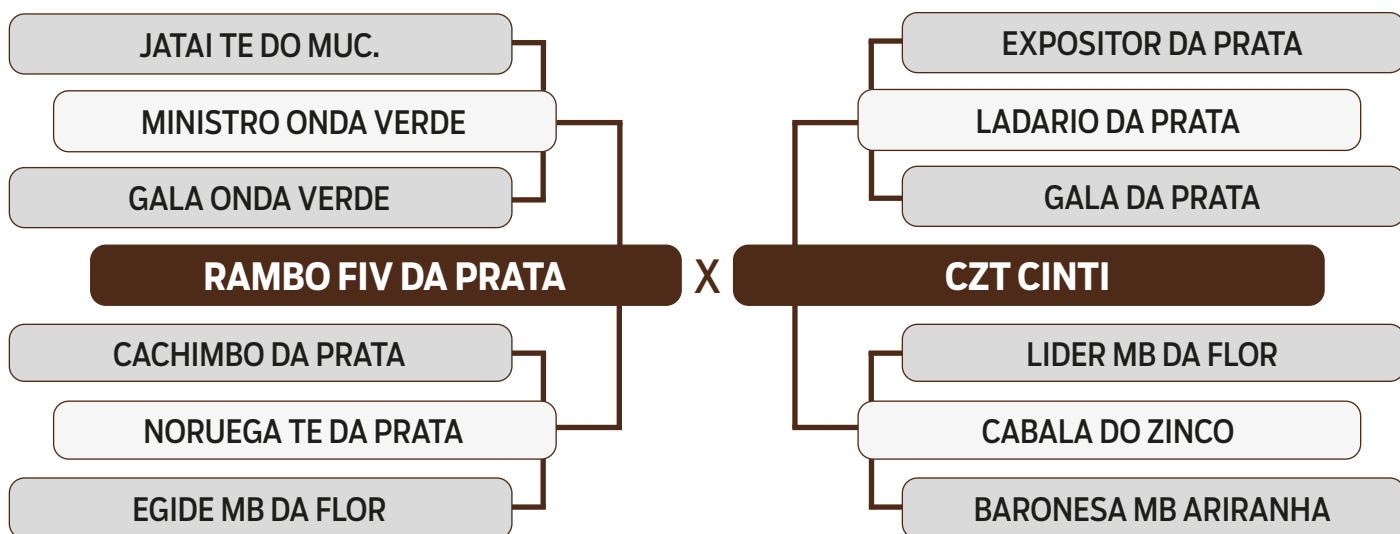 JATAI TE DO MUC.
MINISTRO ONDA VERDE
GALA ONDA VERDE
RAMBO FIV DA PRATA
CACHIMBO DA PRATA
NORUEGA TE DA PRATA
EGIDE MB DA FLOR
X
EXPOSITOR DA PRATA
LADARIO DA PRATA
GALA DA PRATA
CZT CINTI
LIDER MB DA FLOR
CABALA DO ZINCO
BARONESA MB ARIRANHA